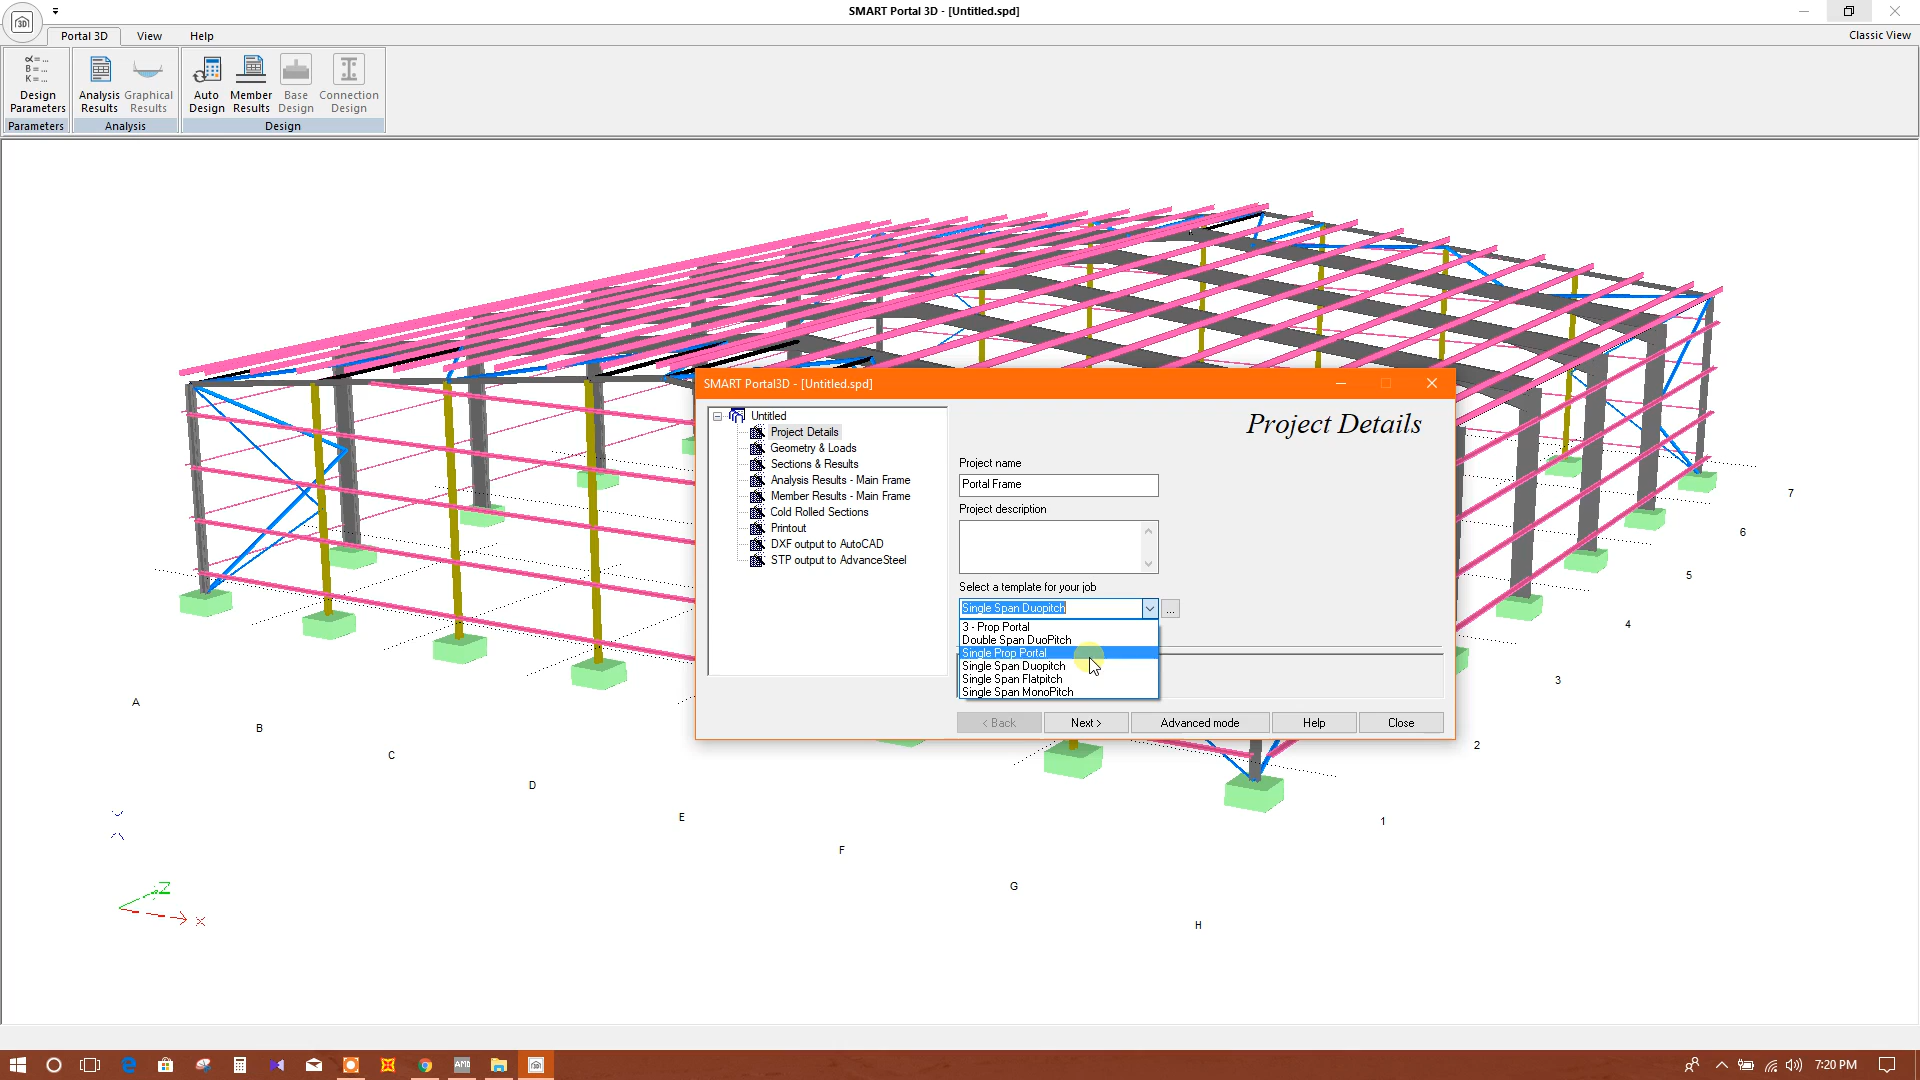 SMART Portal 3D - [Untitled.spd]
3D
Portal 3D
View
Help
Classic View
α= ...
B= ...
K= ...
Design
Parameters
Analysis
Results
Graphical
Results
Auto
Design
Member
Results
Base
Design
Connection
Design
Parameters
Analysis
Design
SMART Portal3D - [Untitled.spd]
Untitled
Project Details
Geometry & Loads
Sections & Results
Analysis Results - Main Frame
Member Results - Main Frame
Cold Rolled Sections
Printout
DXF output to AutoCAD
STP output to AdvanceSteel
Project Details
Project name
Portal Frame
Project description
Select a template for your job
Single Span Duopitch
...
3 - Prop Portal
Double Span DuoPitch
Single Prop Portal
Single Span Duopitch
Single Span Flatpitch
Single Span MonoPitch
< Back
Next >
Advanced mode
Help
Close
7
6
5
4
3
2
1
A
B
C
D
E
F
G
H
Z
X
AMD
7:20 PM